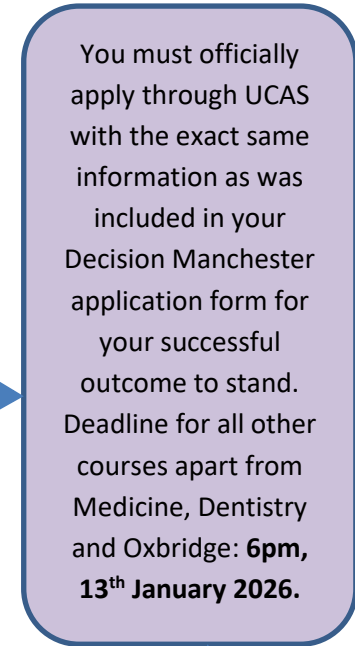 You must officially
apply through UCAS
with the exact same
information as was
included in your
Decision Manchester
application form for
your successful
outcome to stand.
Deadline for all other
courses apart from
Medicine, Dentistry
and Oxbridge: 6pm,
13th January 2026.